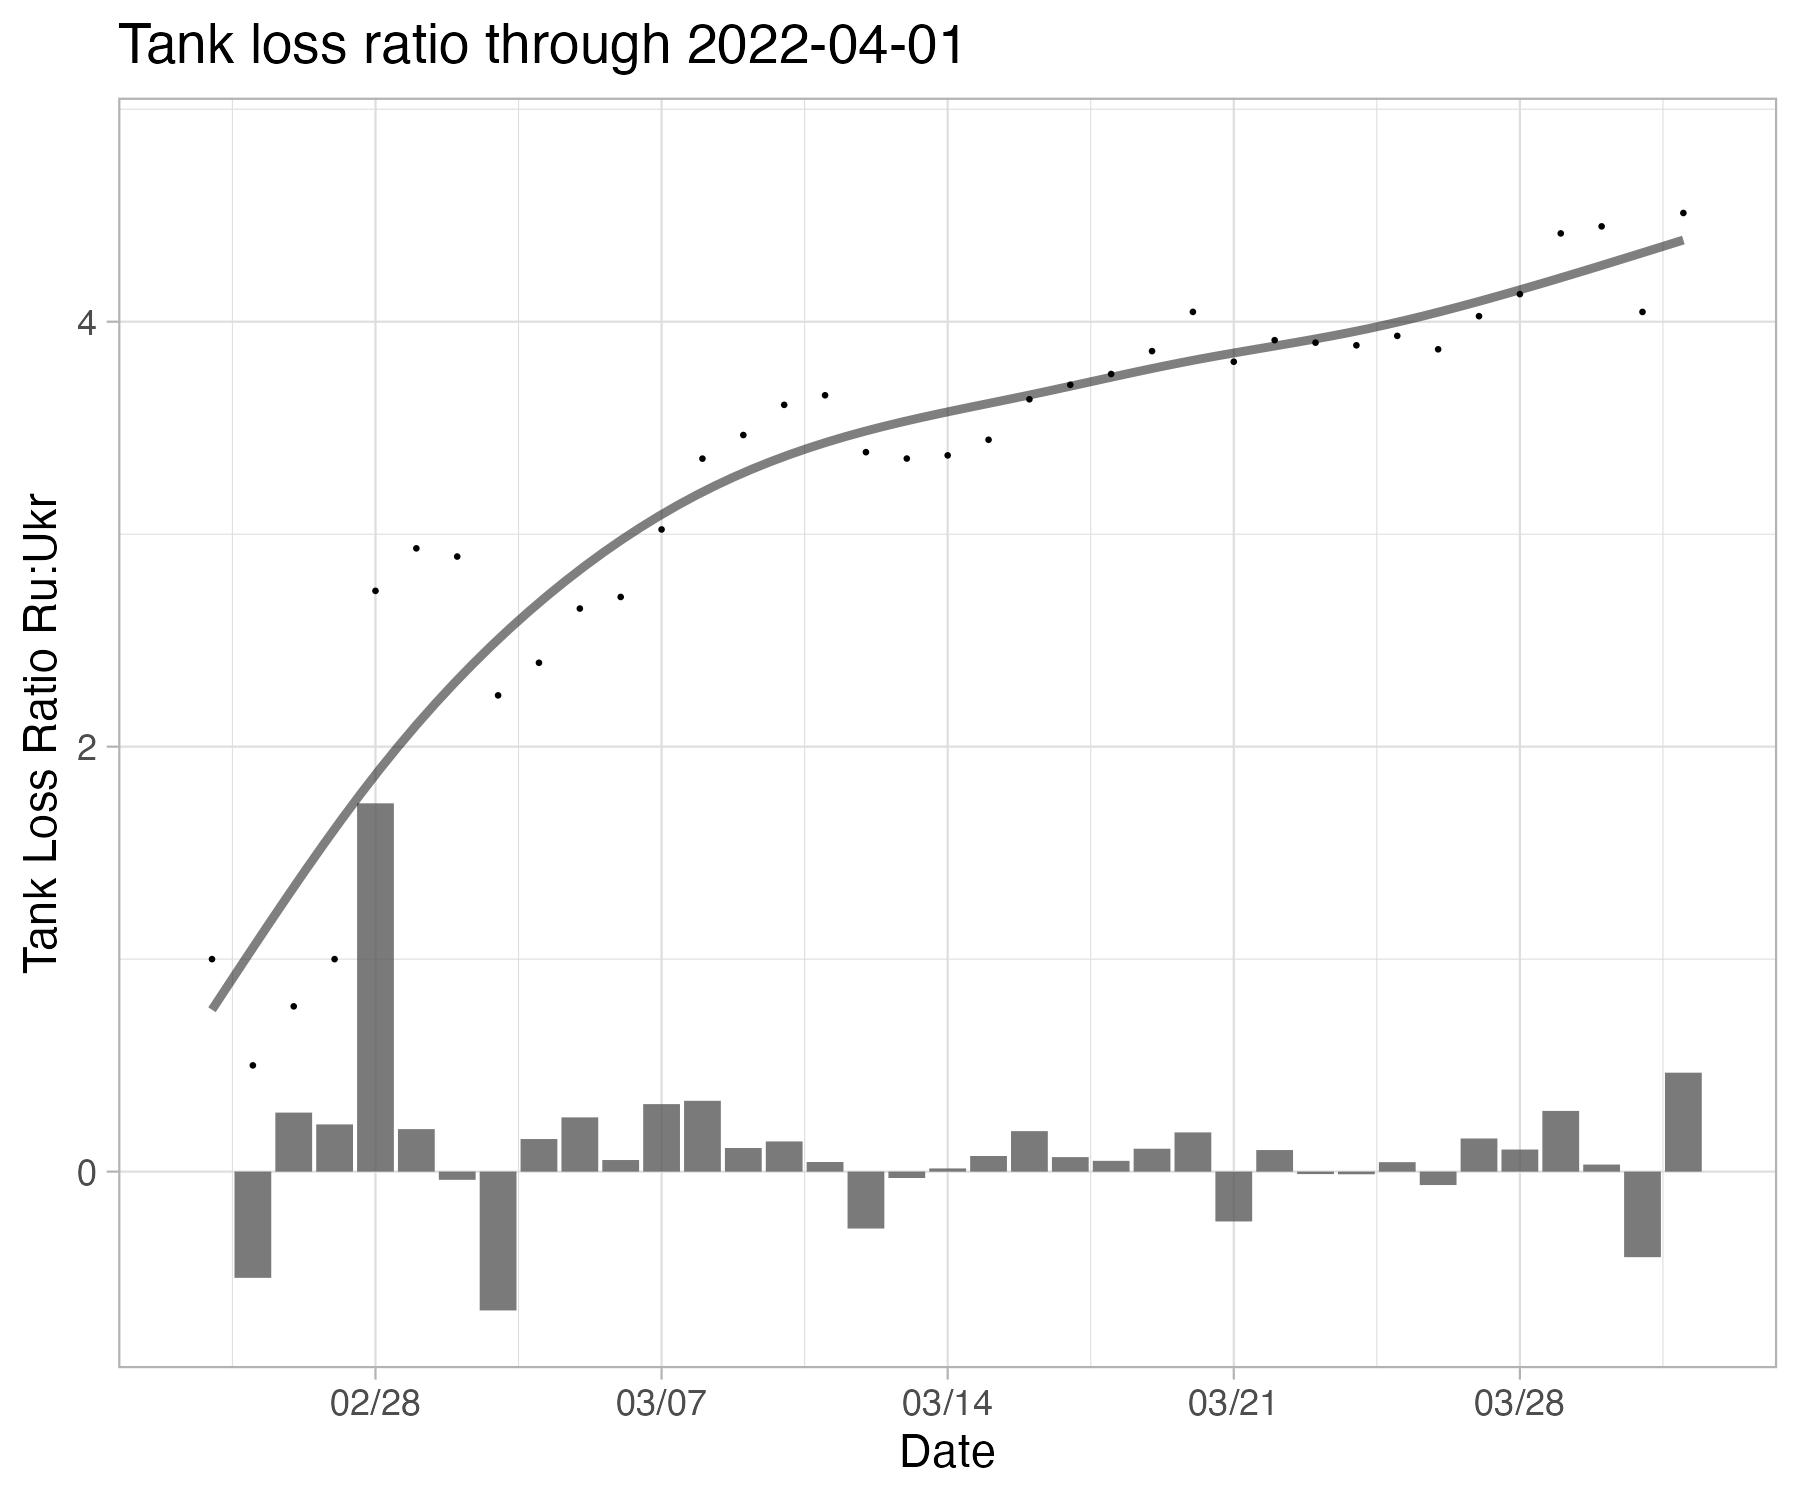 Tank loss ratio through 2022-04-01
Tank Loss Ratio Ru:Ukr
4
2
0
02/28 03/07 03/14 03/21 03/28
Date